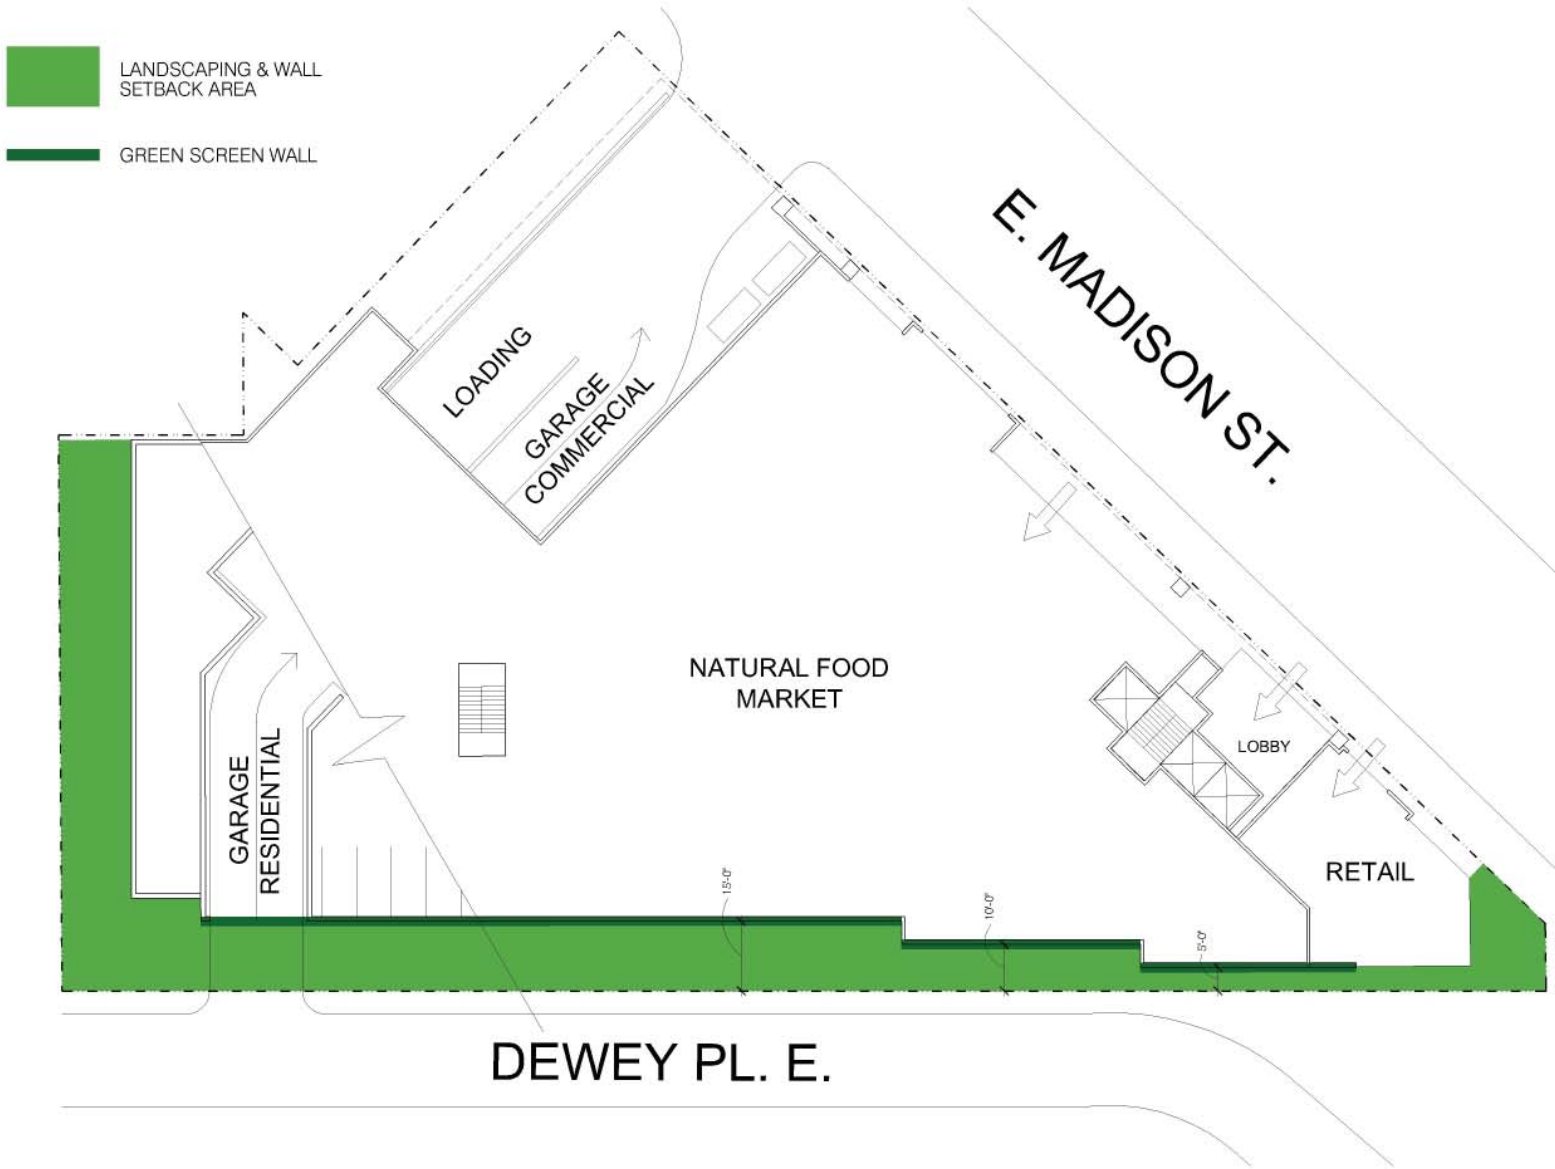 LANDSCAPING & WALL
SETBACK AREA
GREEN SCREEN WALL
E. MADISON ST.
LOADING
GARAGE
COMMERCIAL
NATURAL FOOD
MARKET
LOBBY
GARAGE
RESIDENTIAL
RETAIL
15'-0"
10'-0"
5'-0"
DEWEY PL. E.